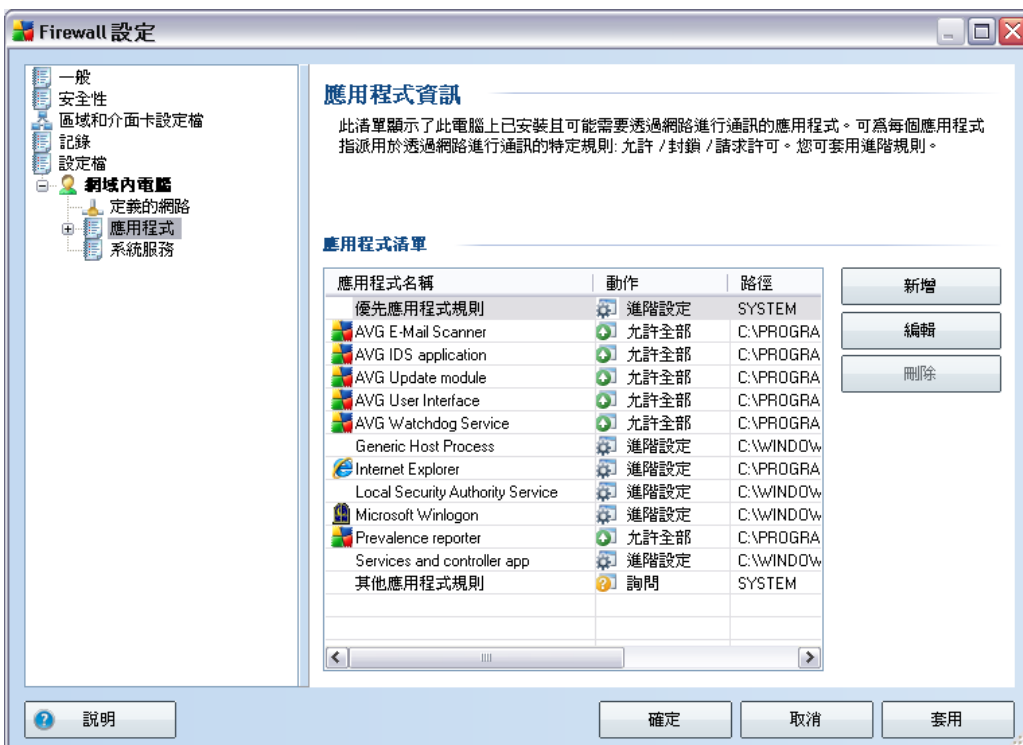 Firewall 設定
一般
安全性
區域和介面卡設定檔
記錄
設定檔
網域內電腦
定義的網路
應用程式
系統服務
應用程式資訊
此清單顯示了此電腦上已安裝且可能需要透過網路進行通訊的應用程式。可為每個應用程式
指派用於透過網路進行通訊的特定規則: 允許 / 封鎖 / 請求許可。您可套用進階規則。
應用程式清單
應用程式名稱 動作 路徑
優先應用程式規則 進階設定 SYSTEM
AVG E-Mail Scanner 允許全部 C:\PROGRA
AVG IDS application 允許全部 C:\PROGRA
AVG Update module 允許全部 C:\PROGRA
AVG User Interface 允許全部 C:\PROGRA
AVG Watchdog Service 允許全部 C:\PROGRA
Generic Host Process 進階設定 C:\WINDOW
Internet Explorer 進階設定 C:\PROGRA
Local Security Authority Service 進階設定 C:\WINDOW
Microsoft Winlogon 進階設定 C:\WINDOW
Prevalence reporter 允許全部 C:\PROGRA
Services and controller app 進階設定 C:\WINDOW
其他應用程式規則 詢問 SYSTEM
新增
編輯
刪除
說明
確定
取消
套用